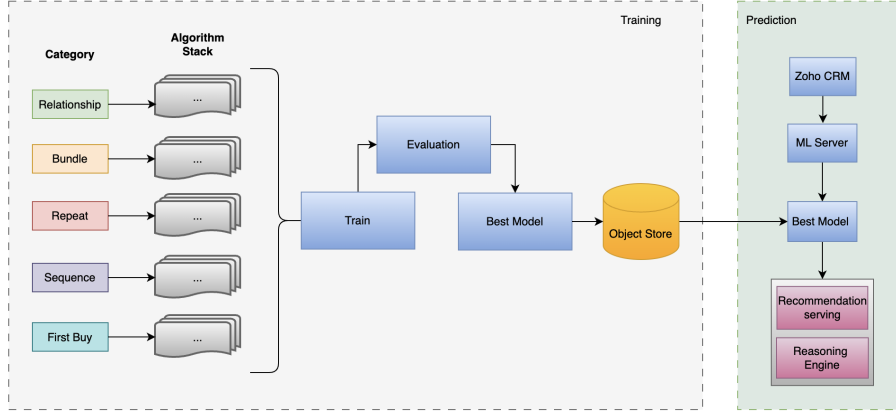 Training
Prediction
Category
Algorithm
Stack
Relationship
...
Bundle
...
Repeat
...
Sequence
...
First Buy
...
Train
Evaluation
Best Model
Object Store
Zoho CRM
ML Server
Best Model
Recommendation
serving
Reasoning
Engine